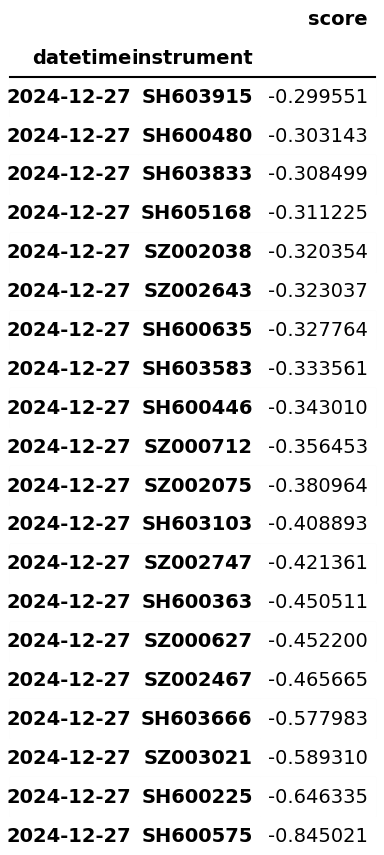 score
datetime instrument
2024-12-27 SH603915 -0.299551
2024-12-27 SH600480 -0.303143
2024-12-27 SH603833 -0.308499
2024-12-27 SH605168 -0.311225
2024-12-27 SZ002038 -0.320354
2024-12-27 SZ002643 -0.323037
2024-12-27 SH600635 -0.327764
2024-12-27 SH603583 -0.333561
2024-12-27 SH600446 -0.343010
2024-12-27 SZ000712 -0.356453
2024-12-27 SZ002075 -0.380964
2024-12-27 SH603103 -0.408893
2024-12-27 SZ002747 -0.421361
2024-12-27 SH600363 -0.450511
2024-12-27 SZ000627 -0.452200
2024-12-27 SZ002467 -0.465665
2024-12-27 SH603666 -0.577983
2024-12-27 SZ003021 -0.589310
2024-12-27 SH600225 -0.646335
2024-12-27 SH600575 -0.845021